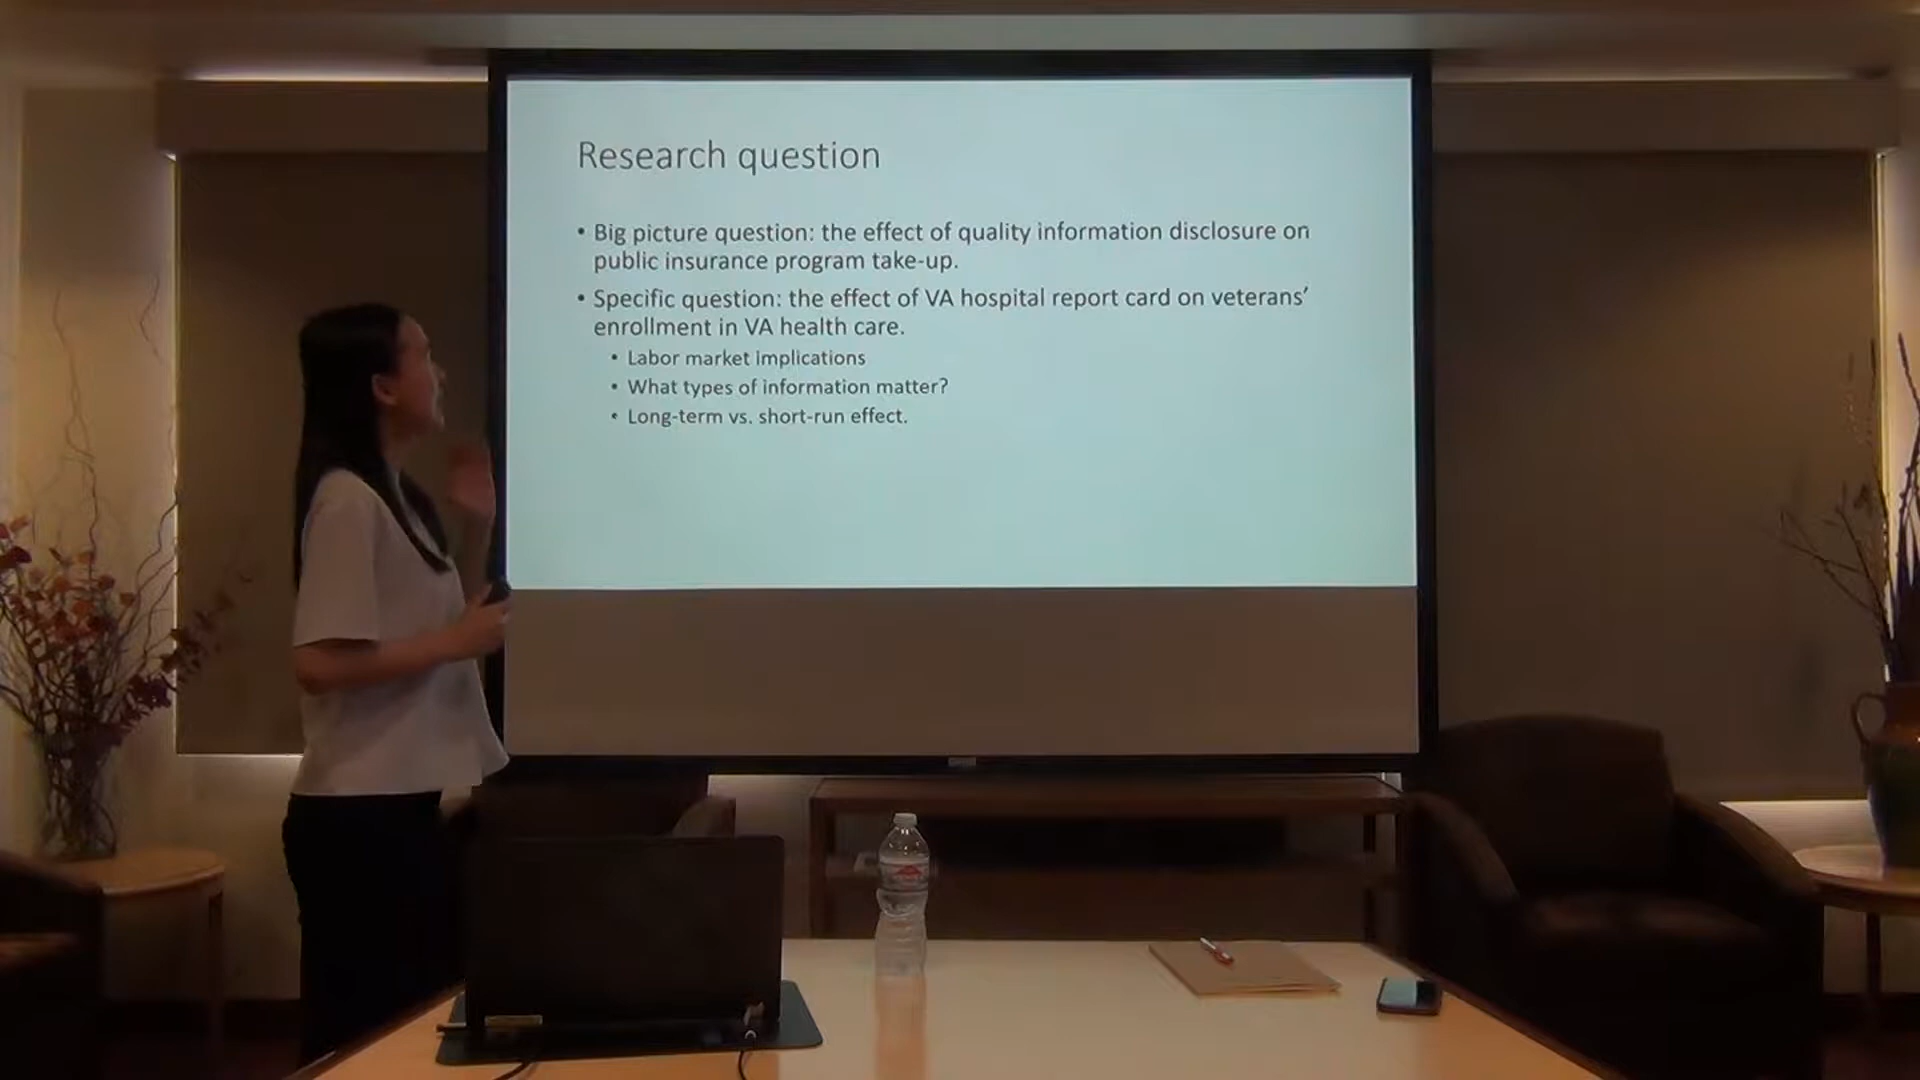 Research question
• Big picture question: the effect of quality information disclosure on
public insurance program take-up.
• Specific question: the effect of VA hospital report card on veterans’
enrollment in VA health care.
• Labor market implications
• What types of information matter?
• Long-term vs. short-run effect.